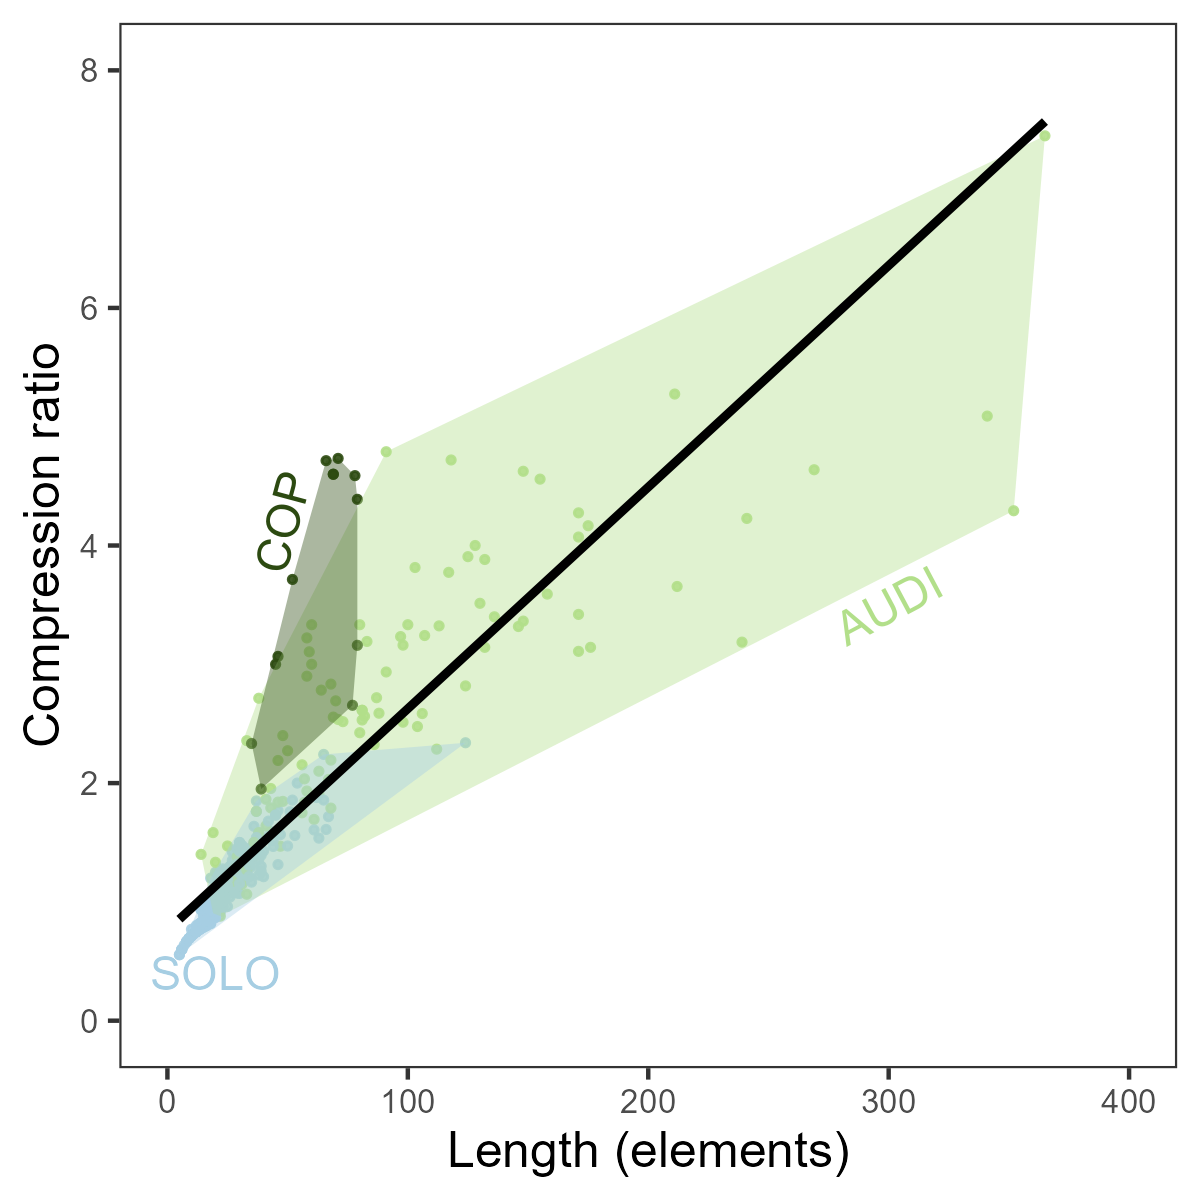 8
6
4
2
0
Compression ratio
COP
AUDI
SOLO
0 100 200 300 400
Length (elements)